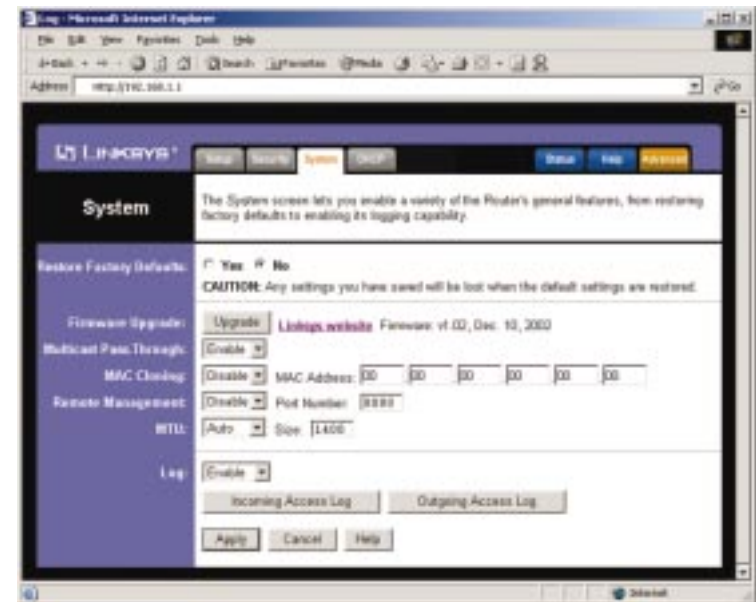 Log - Microsoft Internet Explorer
File Edit View Favorites Tools Help
Back Search Favorites Media
Address http://192.168.1.1 Go
LINKSYS
Setup Security System DHCP Status Help Advanced
System
The System screen lets you enable a variety of the Router's general features, from restoring
factory defaults to enabling its logging capability.
Restore Factory Defaults: Yes No
CAUTION: Any settings you have saved will be lost when the default settings are restored.
Firmware Upgrade: Upgrade Linksys website Firmware: v1.02, Dec. 10, 2002
Multicast Pass Through: Enable
MAC Cloning: Disable MAC Address: 00 00 00 00 00 00
Remote Management: Disable Port Number: 8080
MTU: Auto Size: 1400
Log: Enable
Incoming Access Log Outgoing Access Log
Apply Cancel Help
Internet